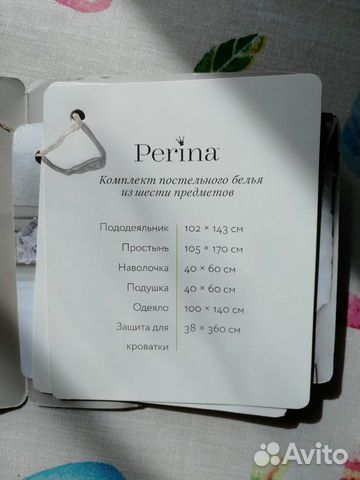 Perina
Комплект постельного белья
из шести предметов
Пододеяльник 102 × 143 см
Простынь 105 × 170 см
Наволочка 40 × 60 см
Подушка 40 × 60 см
Одеяло 100 × 140 см
Защита для 38 × 360 см
кроватки
Avito